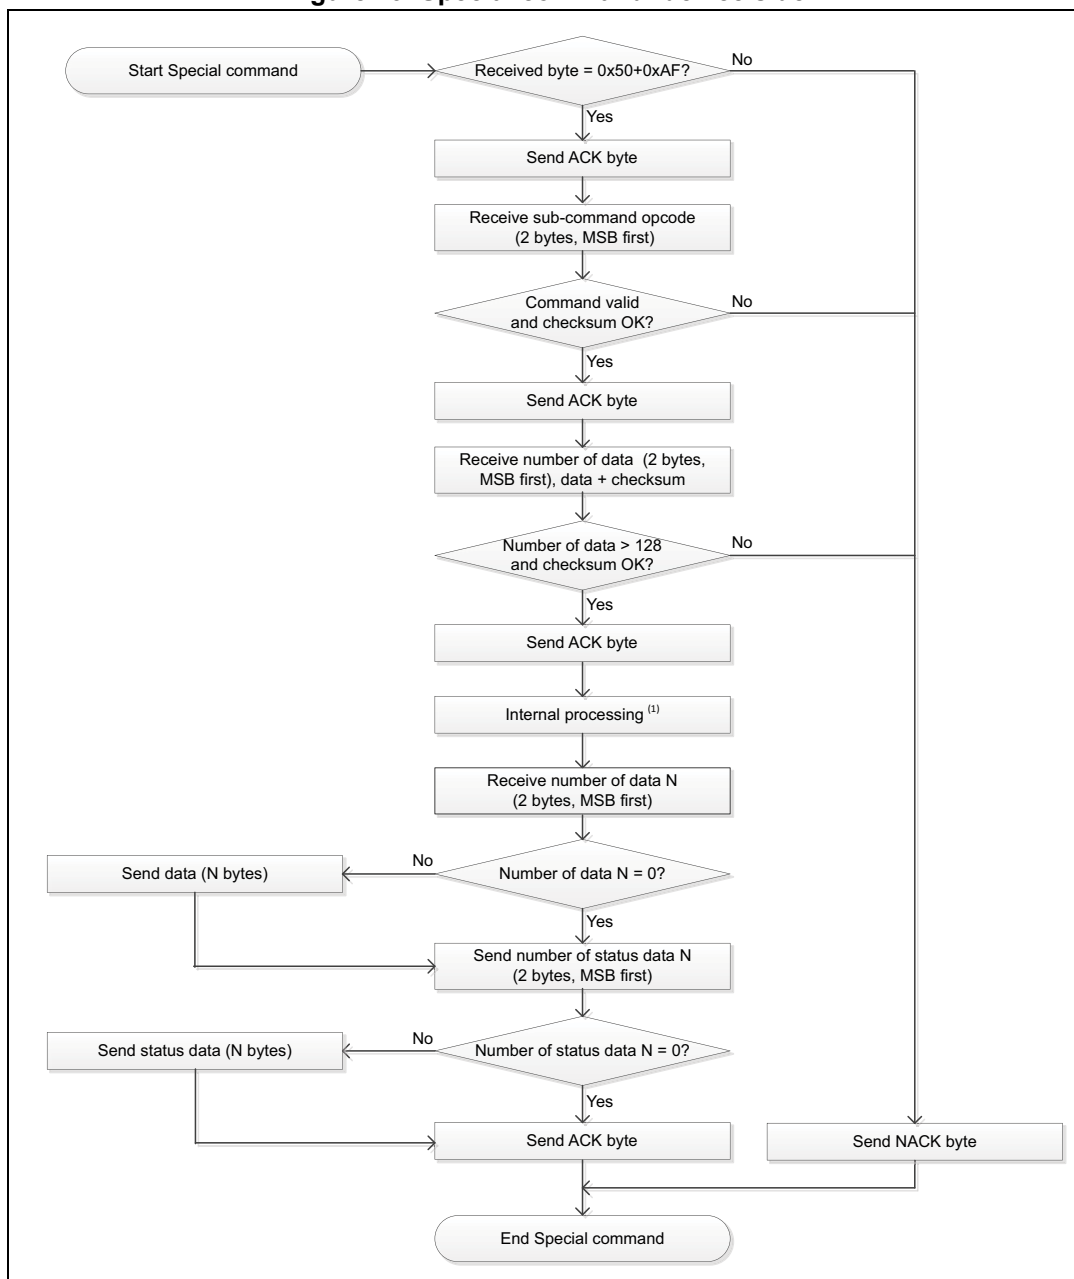 Start Special command
Received byte = 0x50+0xAF?
No
Yes
Send ACK byte
Receive sub-command opcode
(2 bytes, MSB first)
Command valid
and checksum OK?
No
Yes
Send ACK byte
Receive number of data (2 bytes,
MSB first), data + checksum
Number of data > 128
and checksum OK?
No
Yes
Send ACK byte
Internal processing (1)
Receive number of data N
(2 bytes, MSB first)
Send data (N bytes)
No
Number of data N = 0?
Yes
Send number of status data N
(2 bytes, MSB first)
Send status data (N bytes)
No
Number of status data N = 0?
Yes
Send ACK byte
Send NACK byte
End Special command